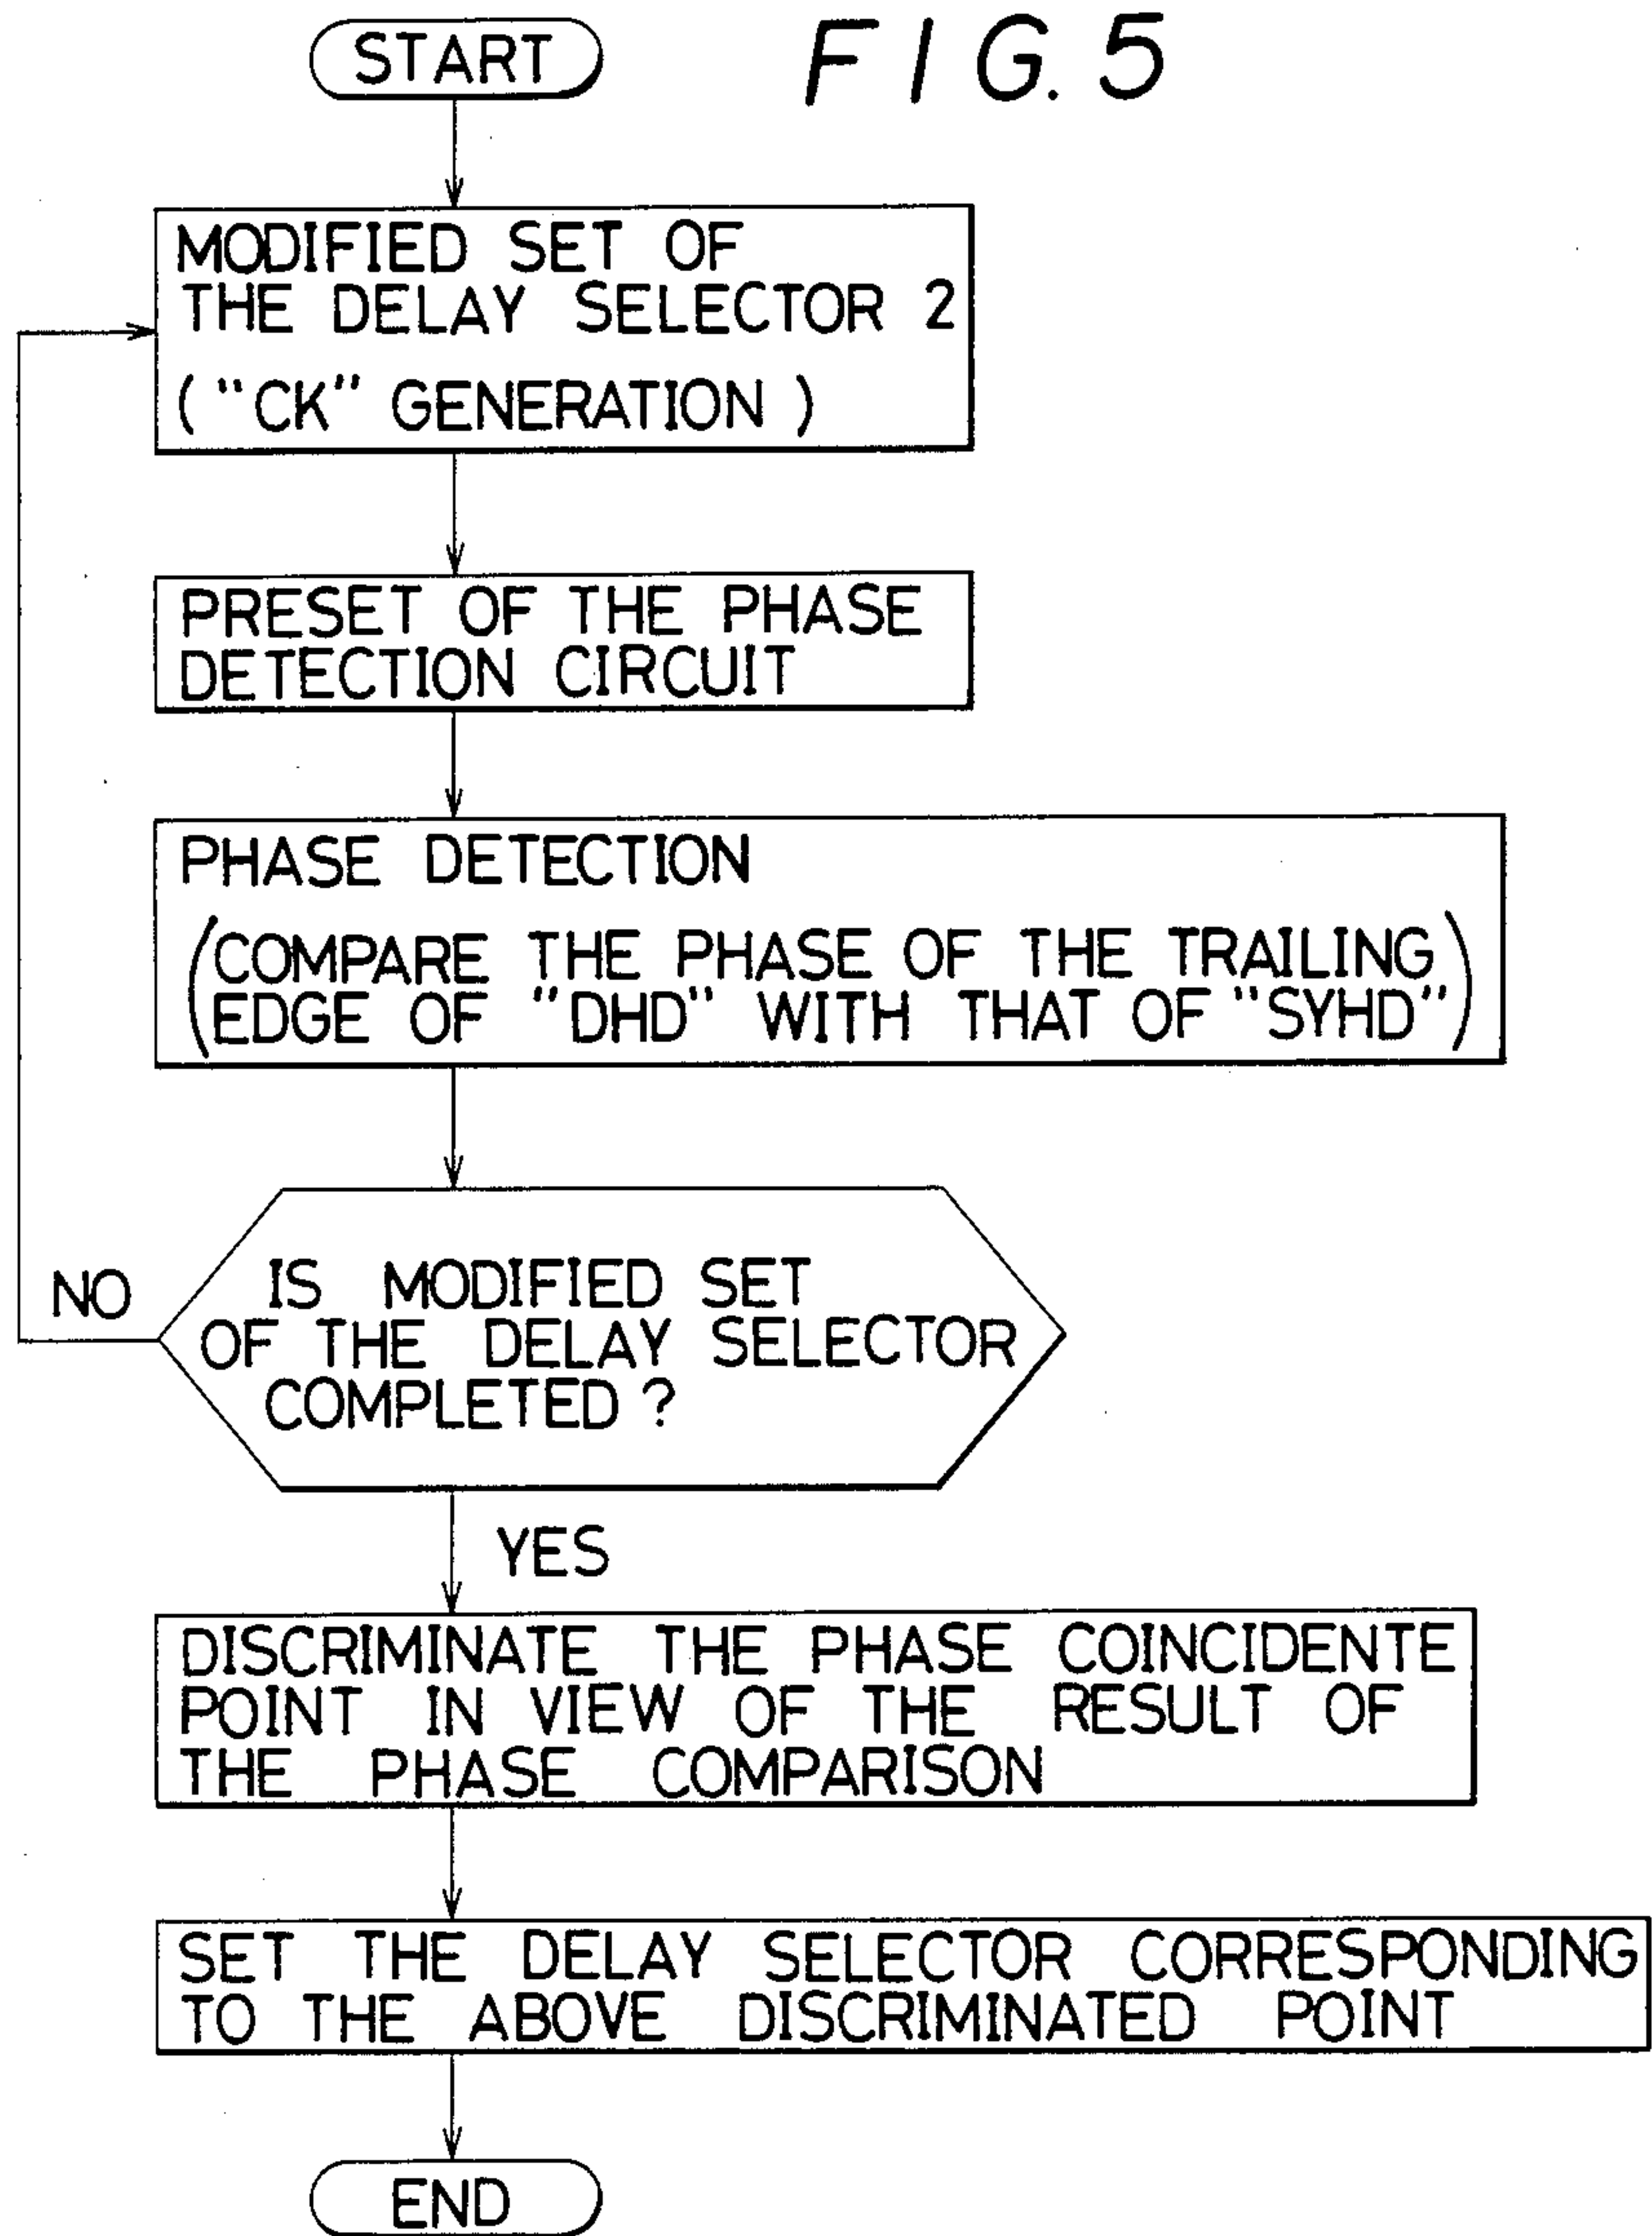 FIG.5
START
MODIFIED SET OF
THE DELAY SELECTOR 2
("CK" GENERATION)
PRESET OF THE PHASE
DETECTION CIRCUIT
PHASE DETECTION
(COMPARE THE PHASE OF THE TRAILING
EDGE OF "DHD" WITH THAT OF "SYHD")
IS MODIFIED SET
OF THE DELAY SELECTOR
COMPLETED?
NO
YES
DISCRIMINATE THE PHASE COINCIDENTE
POINT IN VIEW OF THE RESULT OF
THE PHASE COMPARISON
SET THE DELAY SELECTOR CORRESPONDING
TO THE ABOVE DISCRIMINATED POINT
END